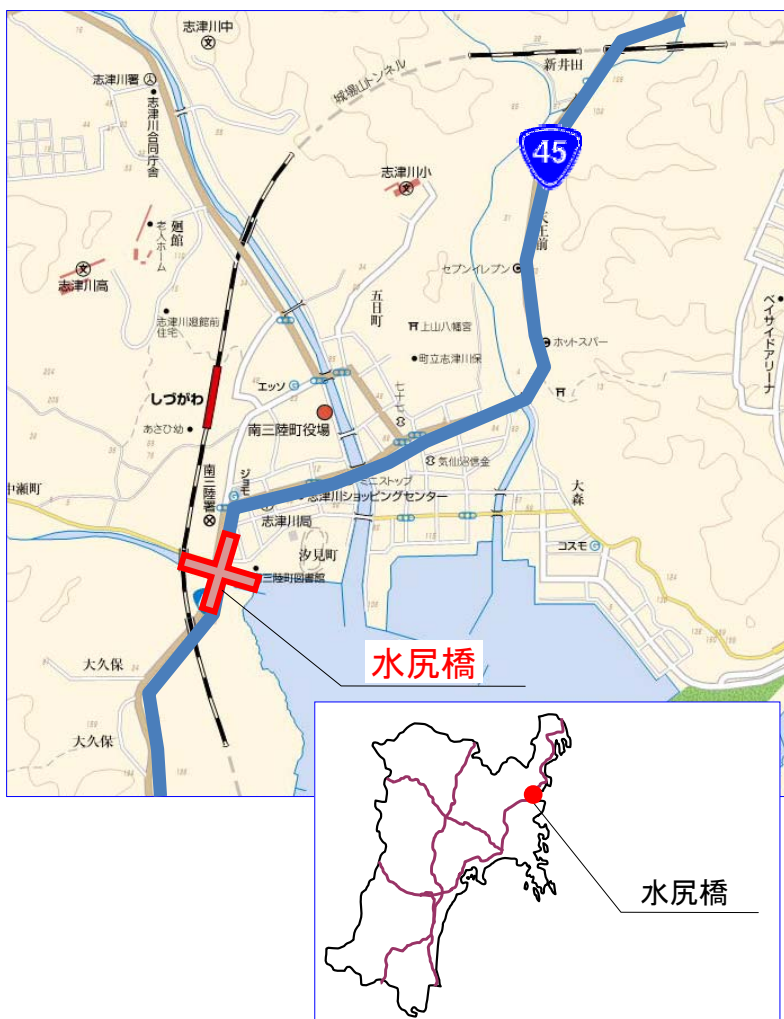 志津川中
新井田
志津川署
城場山トンネル
志津川合同庁舎
45
志津川小
天王前
廻館
老人ホーム
セブンイレブン
志津川高
五日町
ベイサイドアリーナ
志津川廻館前
住宅
上山八幡宮
ホットスパー
町立志津川保
エッソ
しづがわ
七十七
南三陸町役場
あさひ幼
気仙沼信金
南三陸署
ジョモ
ミニストップ
志津川ショッピングセンター
大森
中瀬町
志津川局
汐見町
コスモ
三陸町図書館
水尻橋
大久保
大久保
水尻橋